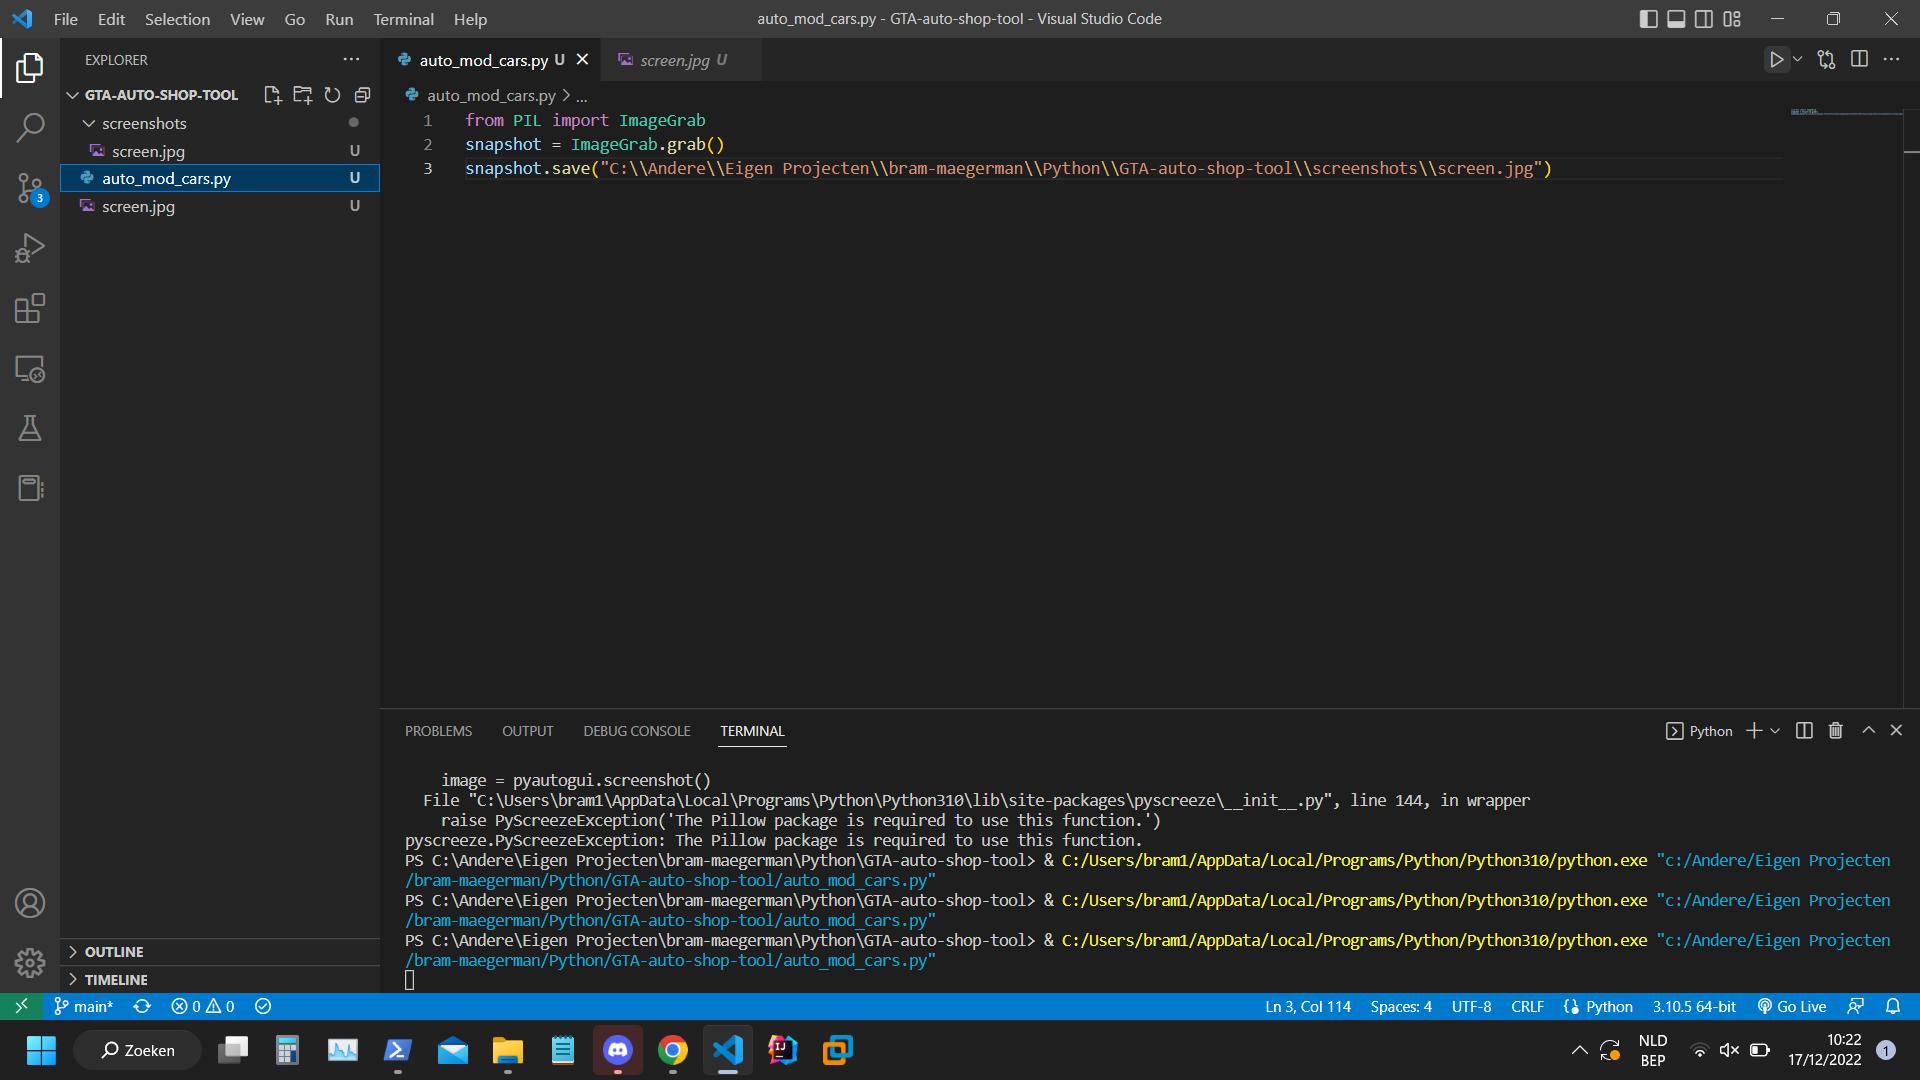 File Edit Selection View Go Run Terminal Help
auto_mod_cars.py - GTA-auto-shop-tool - Visual Studio Code
EXPLORER
GTA-AUTO-SHOP-TOOL
screenshots
screen.jpg U
auto_mod_cars.py U
screen.jpg U
3
OUTLINE
TIMELINE
auto_mod_cars.py U
screen.jpg U
auto_mod_cars.py > ...
1 from PIL import ImageGrab
2 snapshot = ImageGrab.grab()
3 snapshot.save("C:\\Andere\\Eigen Projecten\\bram-maegerman\\Python\\GTA-auto-shop-tool\\screenshots\\screen.jpg")
PROBLEMS OUTPUT DEBUG CONSOLE TERMINAL
Python
image = pyautogui.screenshot()
File "C:\Users\bram1\AppData\Local\Programs\Python\Python310\lib\site-packages\pyscreeze\__init__.py", line 144, in wrapper
raise PyScreezeException('The Pillow package is required to use this function.')
pyscreeze.PyScreezeException: The Pillow package is required to use this function.
PS C:\Andere\Eigen Projecten\bram-maegerman\Python\GTA-auto-shop-tool> & C:/Users/bram1/AppData/Local/Programs/Python/Python310/python.exe "c:/Andere/Eigen Projecten
/bram-maegerman/Python/GTA-auto-shop-tool/auto_mod_cars.py"
PS C:\Andere\Eigen Projecten\bram-maegerman\Python\GTA-auto-shop-tool> & C:/Users/bram1/AppData/Local/Programs/Python/Python310/python.exe "c:/Andere/Eigen Projecten
/bram-maegerman/Python/GTA-auto-shop-tool/auto_mod_cars.py"
PS C:\Andere\Eigen Projecten\bram-maegerman\Python\GTA-auto-shop-tool> & C:/Users/bram1/AppData/Local/Programs/Python/Python310/python.exe "c:/Andere/Eigen Projecten
/bram-maegerman/Python/GTA-auto-shop-tool/auto_mod_cars.py"
main* 0 0
Ln 3, Col 114 Spaces: 4 UTF-8 CRLF Python 3.10.5 64-bit Go Live
Zoeken
IJ
NLD
BEP
10:22
17/12/2022
1